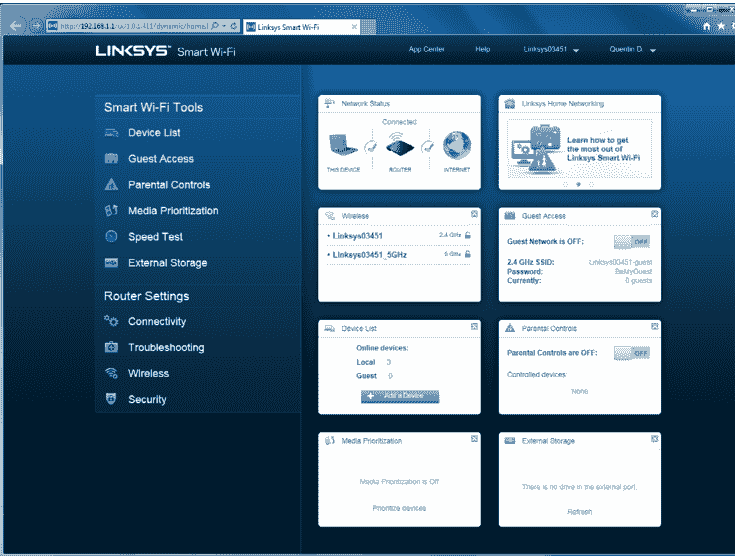 Linksys Smart Wi-Fi
LINKSYS™ Smart Wi-Fi
App Center
Help
Linksys03451
Quentin D.
Smart Wi-Fi Tools
Device List
Guest Access
Parental Controls
Media Prioritization
Speed Test
External Storage
Router Settings
Connectivity
Troubleshooting
Wireless
Security
Network Status
Connected
THIS DEVICE
ROUTER
INTERNET
Linksys Home Networking
Learn how to get
the most out of
Linksys Smart Wi-Fi
Wireless
• Linksys03451 2.4 GHz
• Linksys03451_5GHz 5 GHz
Guest Access
Guest Network is OFF: OFF
2.4 GHz SSID: Linksys03451-guest
Password: BeMyGuest
Currently: 0 guests
Device List
Online devices:
Local 3
Guest 0
+ Add a Device
Parental Controls
Parental Controls are OFF: OFF
Controlled devices:
None
Media Prioritization
Media Prioritization is Off
Prioritize devices
External Storage
There is no drive in the external port.
Refresh